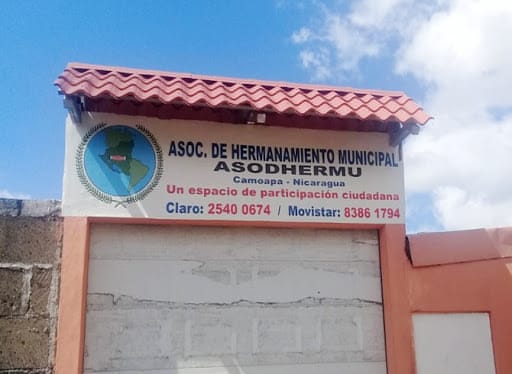 ASOC. DE HERMANAMIENTO MUNICIPAL
ASODHERMU
Camoapa - Nicaragua
Un espacio de participación ciudadana
Claro: 2540 0674 / Movistar: 8386 1794